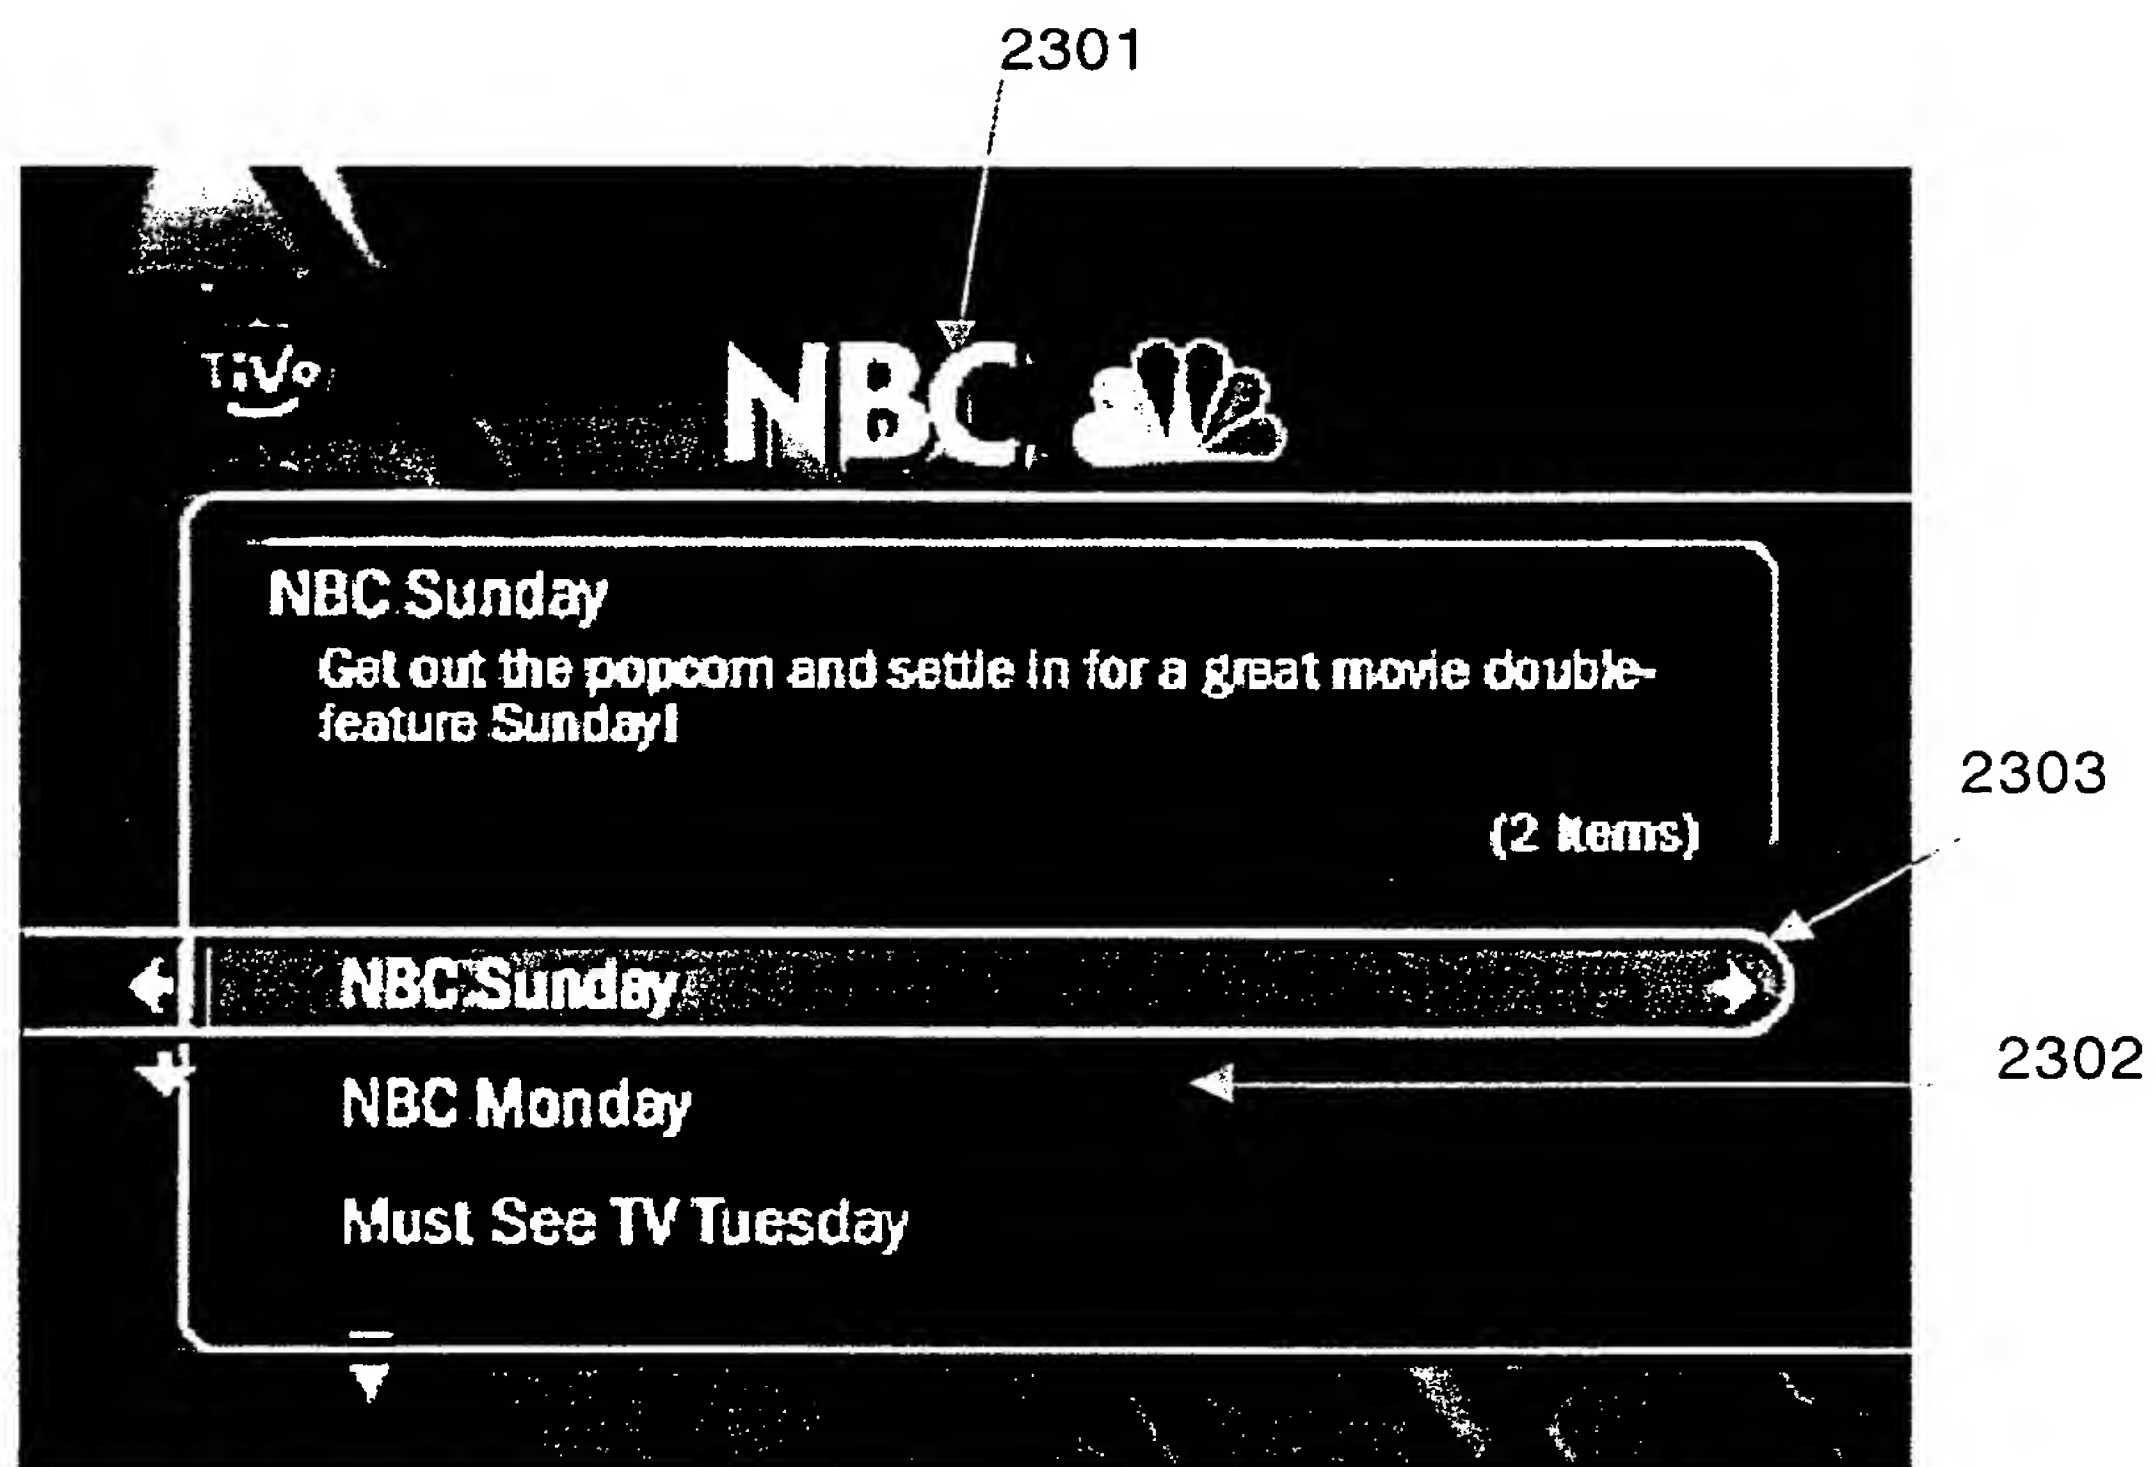 2301
TiVo
NBC
NBC Sunday
Get out the popcorn and settle in for a great movie double-
feature Sunday!
(2 items)
2303
NBC Sunday
2302
NBC Monday
Must See TV Tuesday